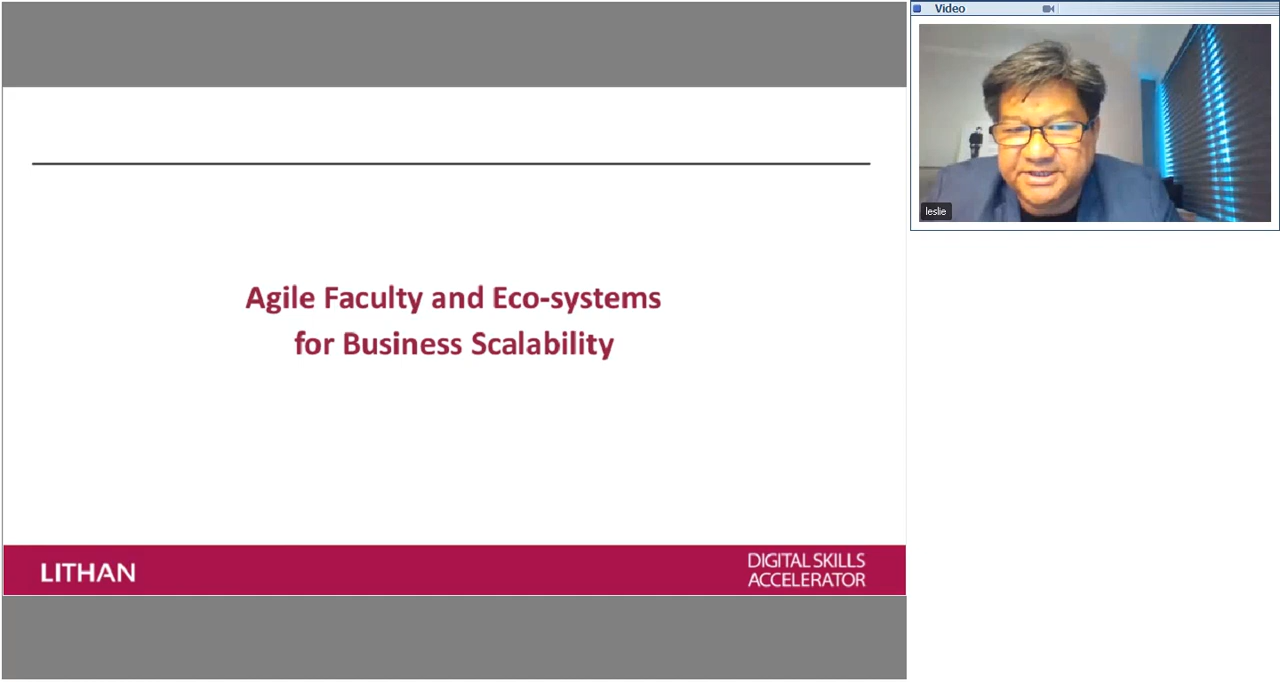 Video
leslie
Agile Faculty and Eco-systems
for Business Scalability
LITHAN
DIGITAL SKILLS
ACCELERATOR